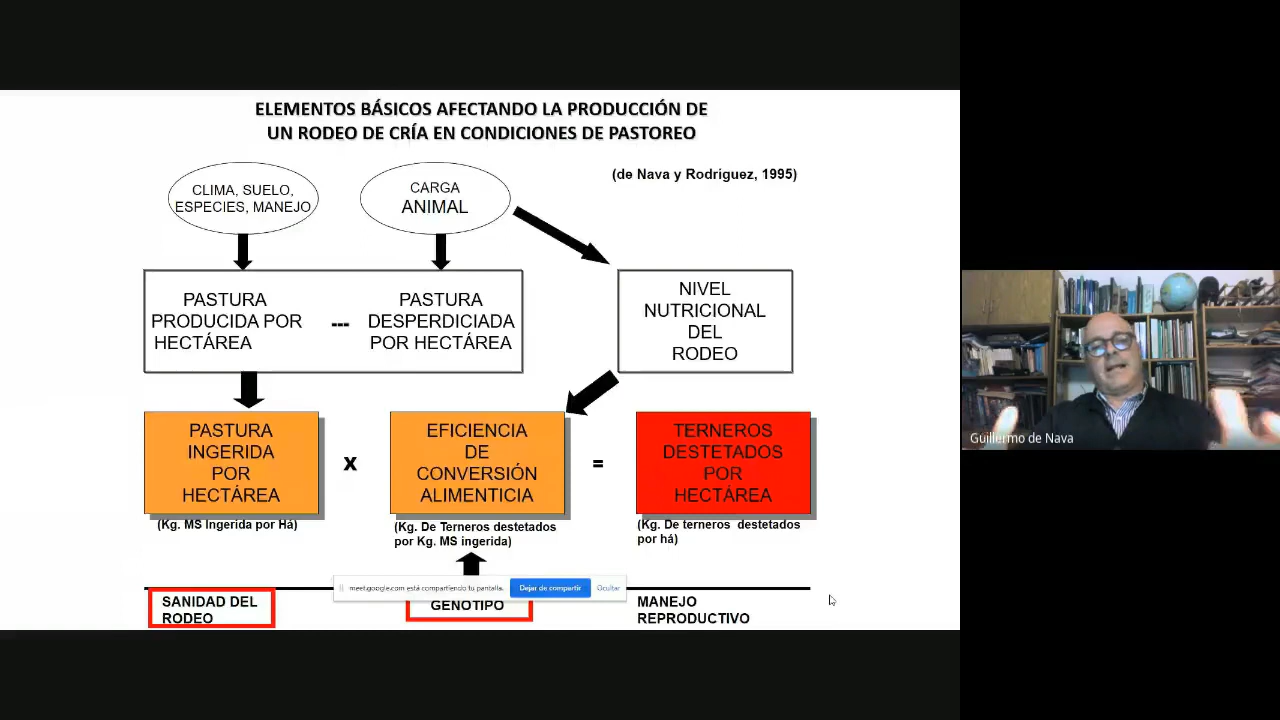 ELEMENTOS BÁSICOS AFECTANDO LA PRODUCCIÓN DE
UN RODEO DE CRÍA EN CONDICIONES DE PASTOREO
(de Nava y Rodriguez, 1995)
CLIMA, SUELO,
ESPECIES, MANEJO
CARGA
ANIMAL
PASTURA
PRODUCIDA POR
HECTÁREA
---
PASTURA
DESPERDICIADA
POR HECTÁREA
NIVEL
NUTRICIONAL
DEL
RODEO
PASTURA
INGERIDA
POR
HECTÁREA
(Kg. MS Ingerida por Há)
X
EFICIENCIA
DE
CONVERSIÓN
ALIMENTICIA
(Kg. De Terneros destetados
por Kg. MS ingerida)
=
TERNEROS
DESTETADOS
POR
HECTÁREA
(Kg. De terneros destetados
por há)
meet.google.com está compartiendo tu pantalla.
Dejar de compartir
Ocultar
SANIDAD DEL
RODEO
GENOTIPO
MANEJO
REPRODUCTIVO
Guillermo de Nava